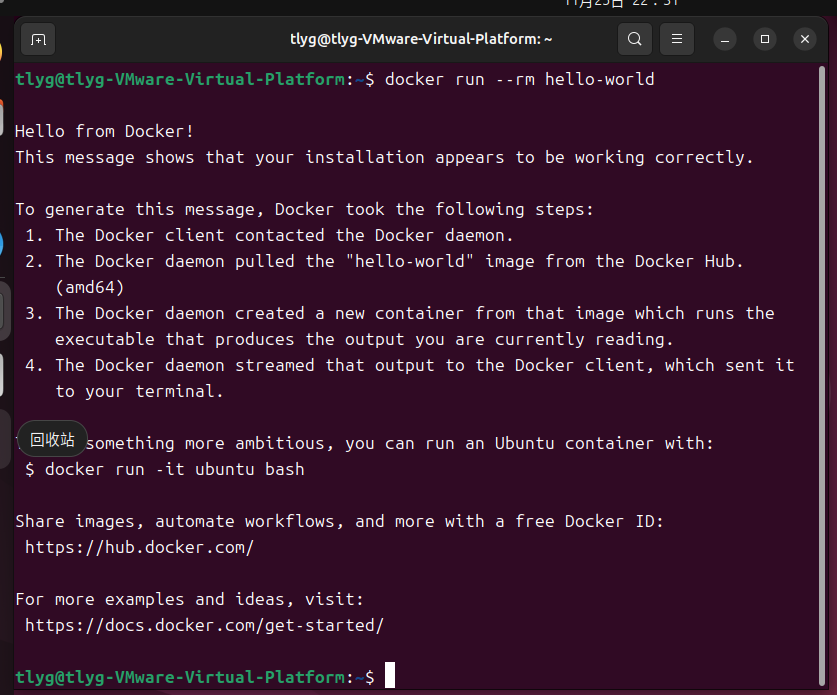 tlyg@tlyg-VMware-Virtual-Platform: ~
tlyg@tlyg-VMware-Virtual-Platform:~$ docker run --rm hello-world
Hello from Docker!
This message shows that your installation appears to be working correctly.
To generate this message, Docker took the following steps:
1. The Docker client contacted the Docker daemon.
2. The Docker daemon pulled the "hello-world" image from the Docker Hub.
(amd64)
3. The Docker daemon created a new container from that image which runs the
executable that produces the output you are currently reading.
4. The Docker daemon streamed that output to the Docker client, which sent it
to your terminal.
回收站
something more ambitious, you can run an Ubuntu container with:
$ docker run -it ubuntu bash
Share images, automate workflows, and more with a free Docker ID:
https://hub.docker.com/
For more examples and ideas, visit:
https://docs.docker.com/get-started/
tlyg@tlyg-VMware-Virtual-Platform:~$